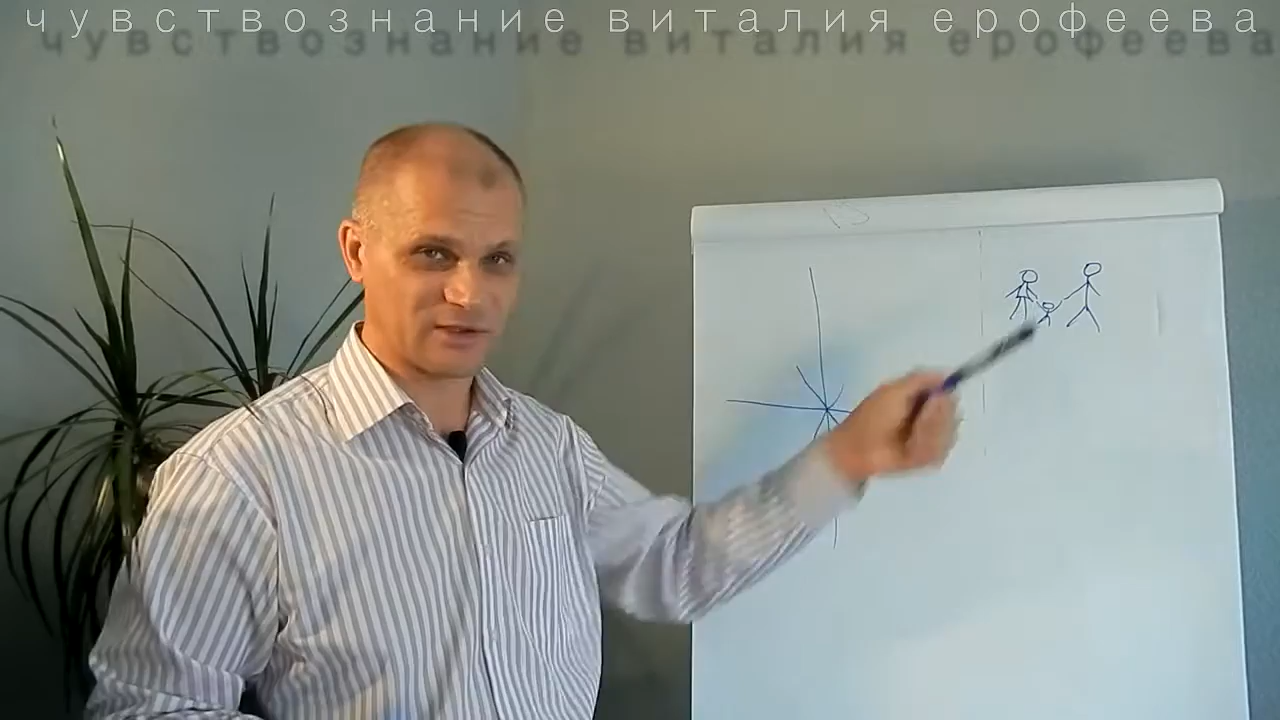 чувствознание виталия ерофеева